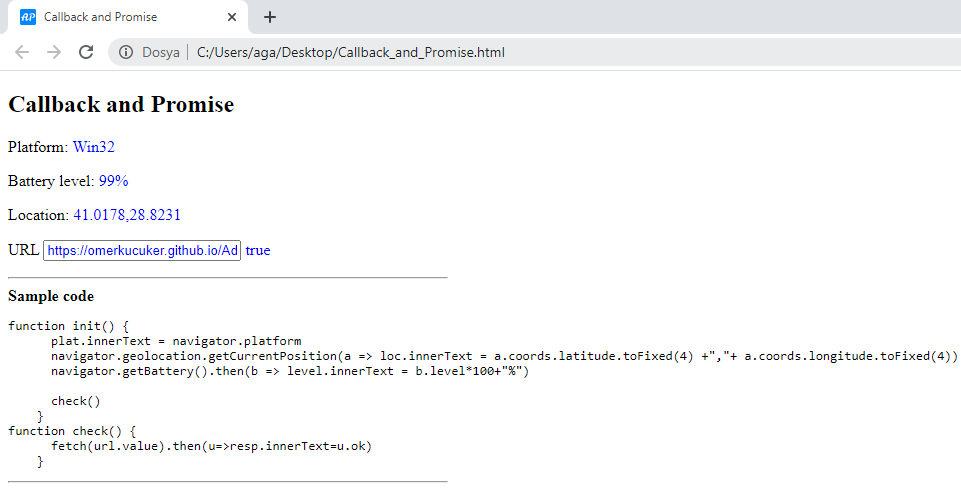 AP Callback and Promise
Dosya C:/Users/aga/Desktop/Callback_and_Promise.html
Callback and Promise
Platform: Win32
Battery level: 99%
Location: 41.0178,28.8231
URL https://omerkucuker.github.io/Ad true
Sample code
function init() {
plat.innerText = navigator.platform
navigator.geolocation.getCurrentPosition(a => loc.innerText = a.coords.latitude.toFixed(4) +","+ a.coords.longitude.toFixed(4))
navigator.getBattery().then(b => level.innerText = b.level*100+"%")
check()
}
function check() {
fetch(url.value).then(u=>resp.innerText=u.ok)
}